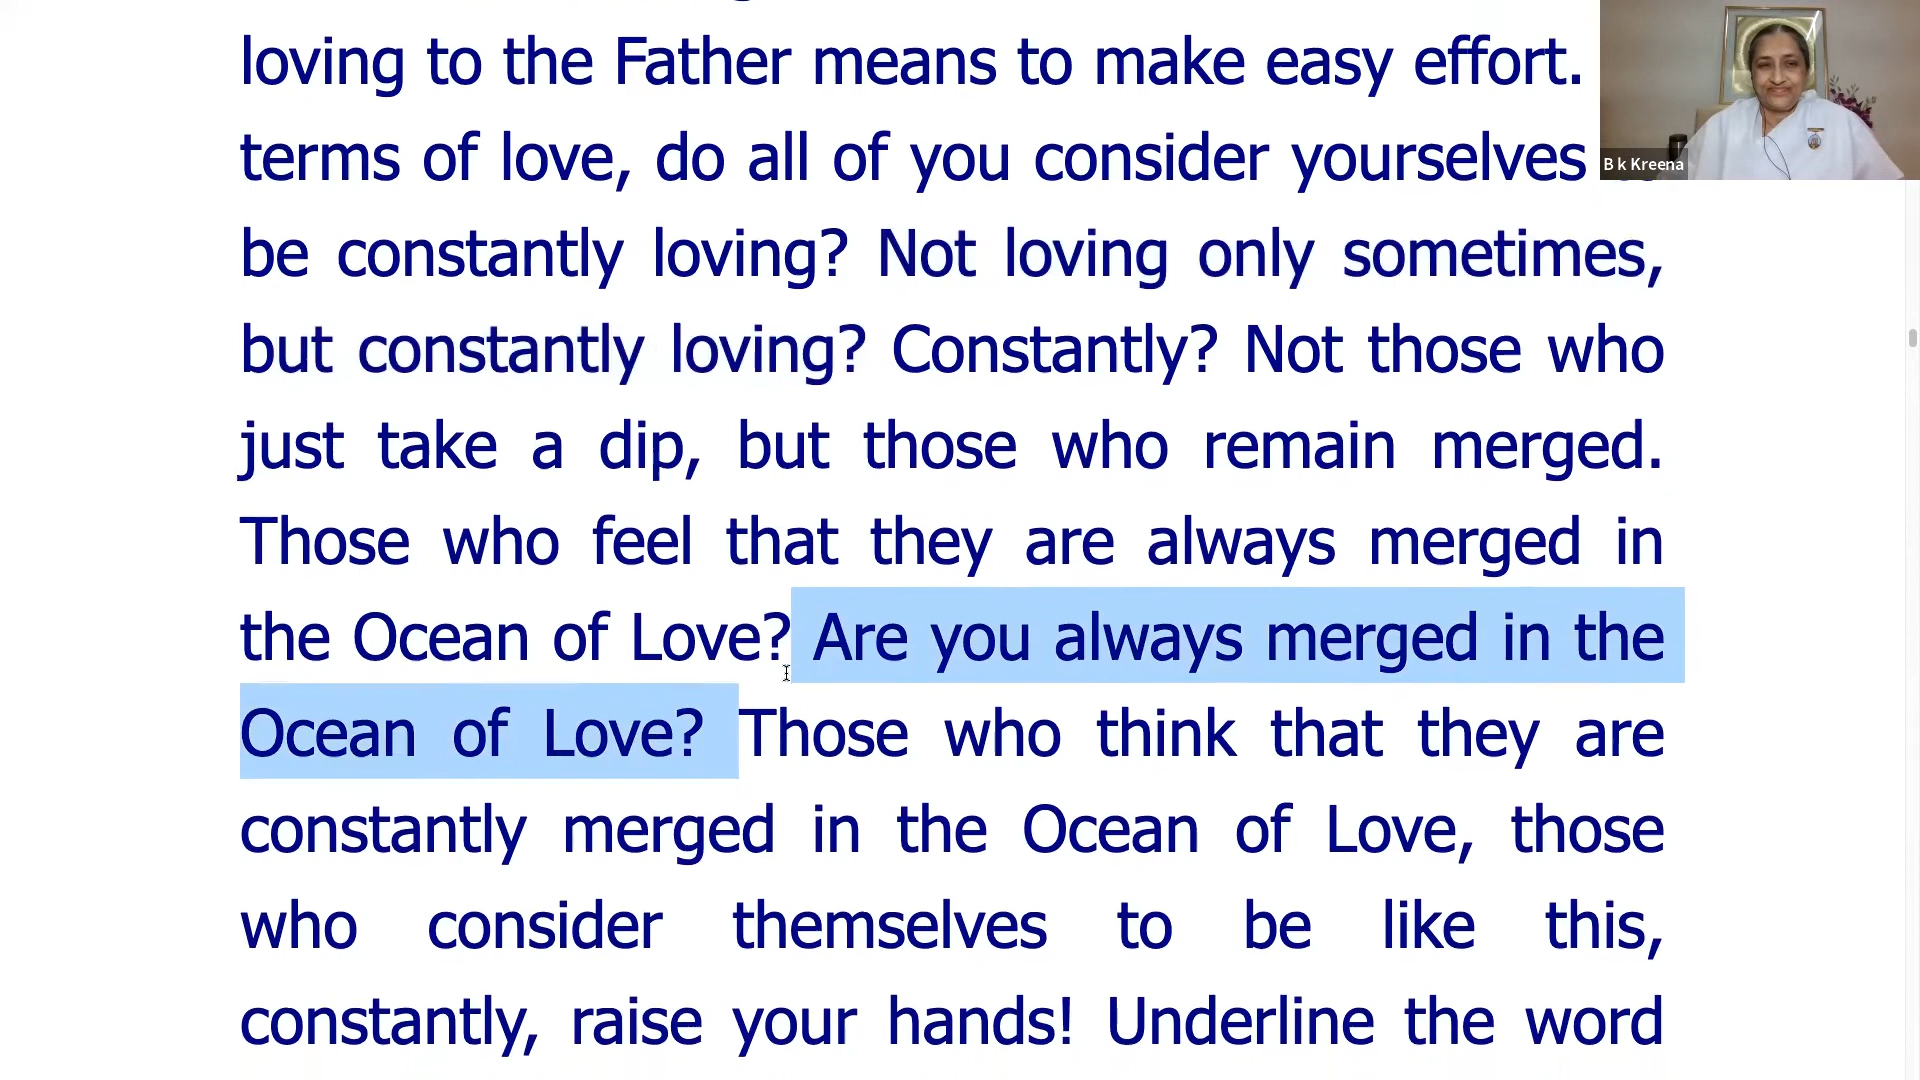 loving to the Father means to make easy effort.
terms of love, do all of you consider yourselves
be constantly loving? Not loving only sometimes,
but constantly loving? Constantly? Not those who
just take a dip, but those who remain merged.
Those who feel that they are always merged in
the Ocean of Love? Are you always merged in the
Ocean of Love? Those who think that they are
constantly merged in the Ocean of Love, those
who consider themselves to be like this,
constantly, raise your hands! Underline the word
B k Kreena